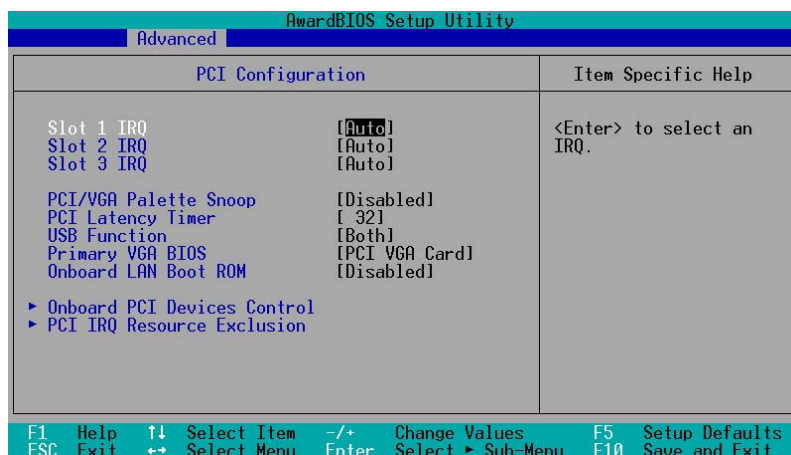 AwardBIOS Setup Utility
Advanced
PCI Configuration
Item Specific Help
Slot 1 IRQ [Auto]
Slot 2 IRQ [Auto]
Slot 3 IRQ [Auto]
PCI/VGA Palette Snoop [Disabled]
PCI Latency Timer [ 32]
USB Function [Both]
Primary VGA BIOS [PCI VGA Card]
Onboard LAN Boot ROM [Disabled]
► Onboard PCI Devices Control
► PCI IRQ Resource Exclusion
<Enter> to select an
IRQ.
F1 Help ↑↓ Select Item -/+ Change Values F5 Setup Defaults
ESC Exit ←→ Select Menu Enter Select ► Sub-Menu F10 Save and Exit